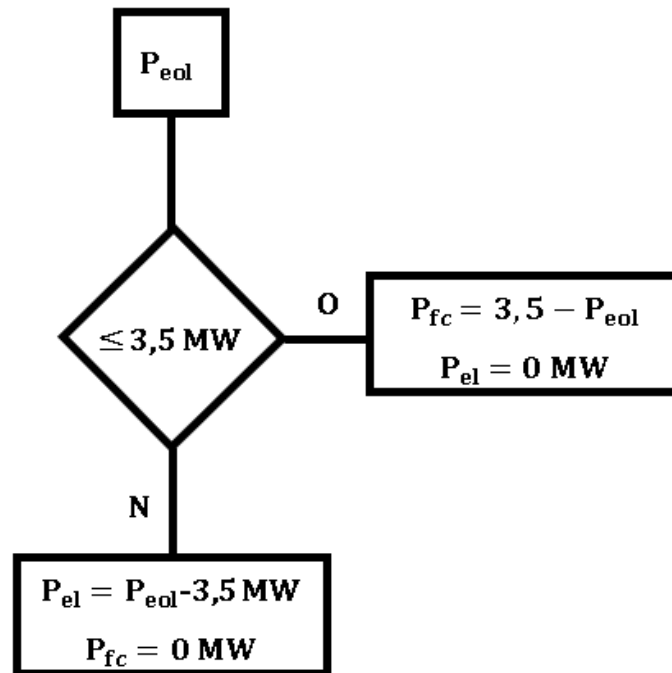 P_eol
≤ 3,5 MW
O
P_fc = 3, 5 − P_eol
P_el = 0 MW
N
P_el = P_eol-3,5 MW
P_fc = 0 MW